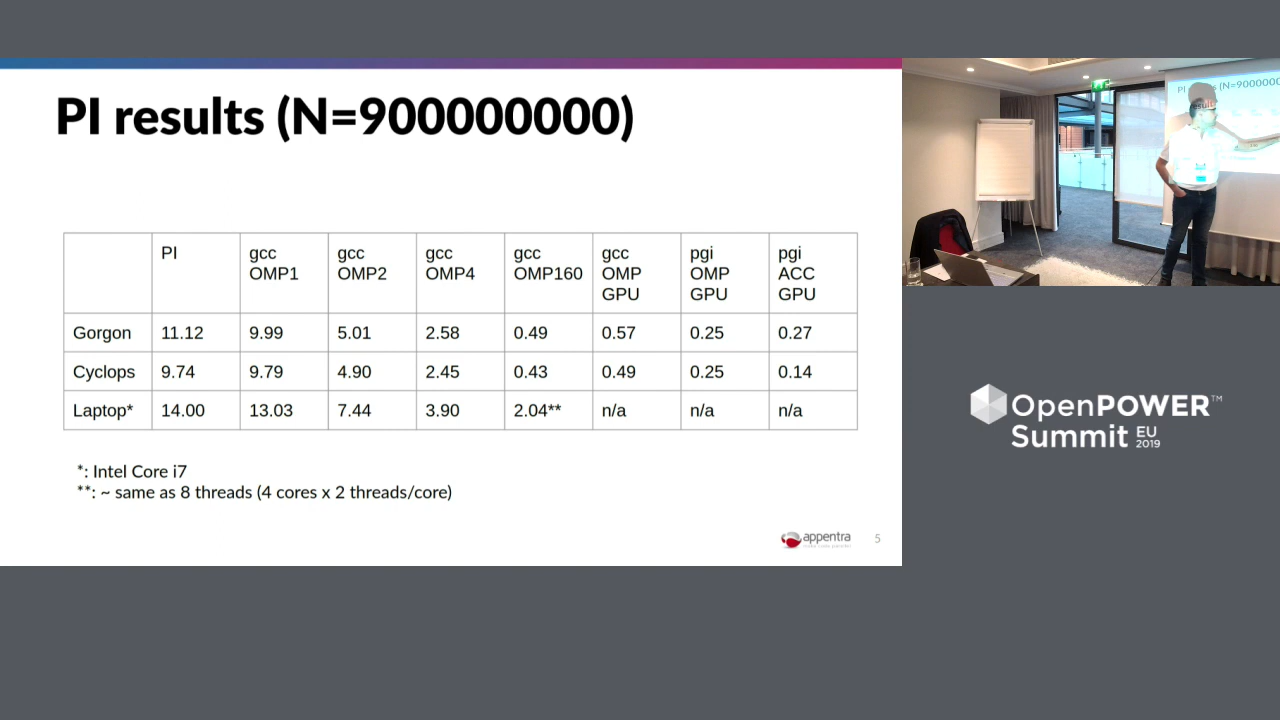 PI results (N=900000000)
PI
gcc OMP1
gcc OMP2
gcc OMP4
gcc OMP160
gcc OMP GPU
pgi OMP GPU
pgi ACC GPU
Gorgon 11.12 9.99 5.01 2.58 0.49 0.57 0.25 0.27
Cyclops 9.74 9.79 4.90 2.45 0.43 0.49 0.25 0.14
Laptop* 14.00 13.03 7.44 3.90 2.04** n/a n/a n/a
*: Intel Core i7
**: ~ same as 8 threads (4 cores x 2 threads/core)
appentra
5
OpenPOWER™
Summit EU 2019